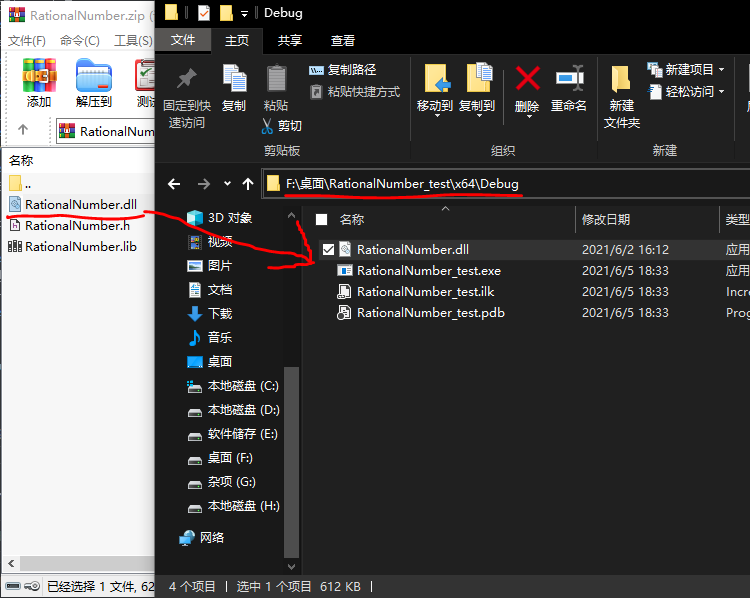 RationalNumber.zip
文件(F) 命令(C) 工具(S)
添加 解压到 测试
RationalNum
名称
..
RationalNumber.dll
RationalNumber.h
RationalNumber.lib
已经选择 1 文件, 62
Debug
文件 主页 共享 查看
固定到快速访问
复制
粘贴
复制路径
粘贴快捷方式
剪切
剪贴板
移动到 复制到 删除 重命名
组织
新建文件夹
新建项目
轻松访问
新建
F:\桌面\RationalNumber_test\x64\Debug
3D 对象
视频
图片
文档
下载
音乐
桌面
本地磁盘 (C:)
本地磁盘 (D:)
软件储存 (E:)
桌面 (F:)
杂项 (G:)
本地磁盘 (H:)
网络
名称 修改日期 类型
RationalNumber.dll 2021/6/2 16:12 应用
RationalNumber_test.exe 2021/6/5 18:33 应用
RationalNumber_test.ilk 2021/6/5 18:33 Incre
RationalNumber_test.pdb 2021/6/5 18:33 Prog
4 个项目 选中 1 个项目 612 KB